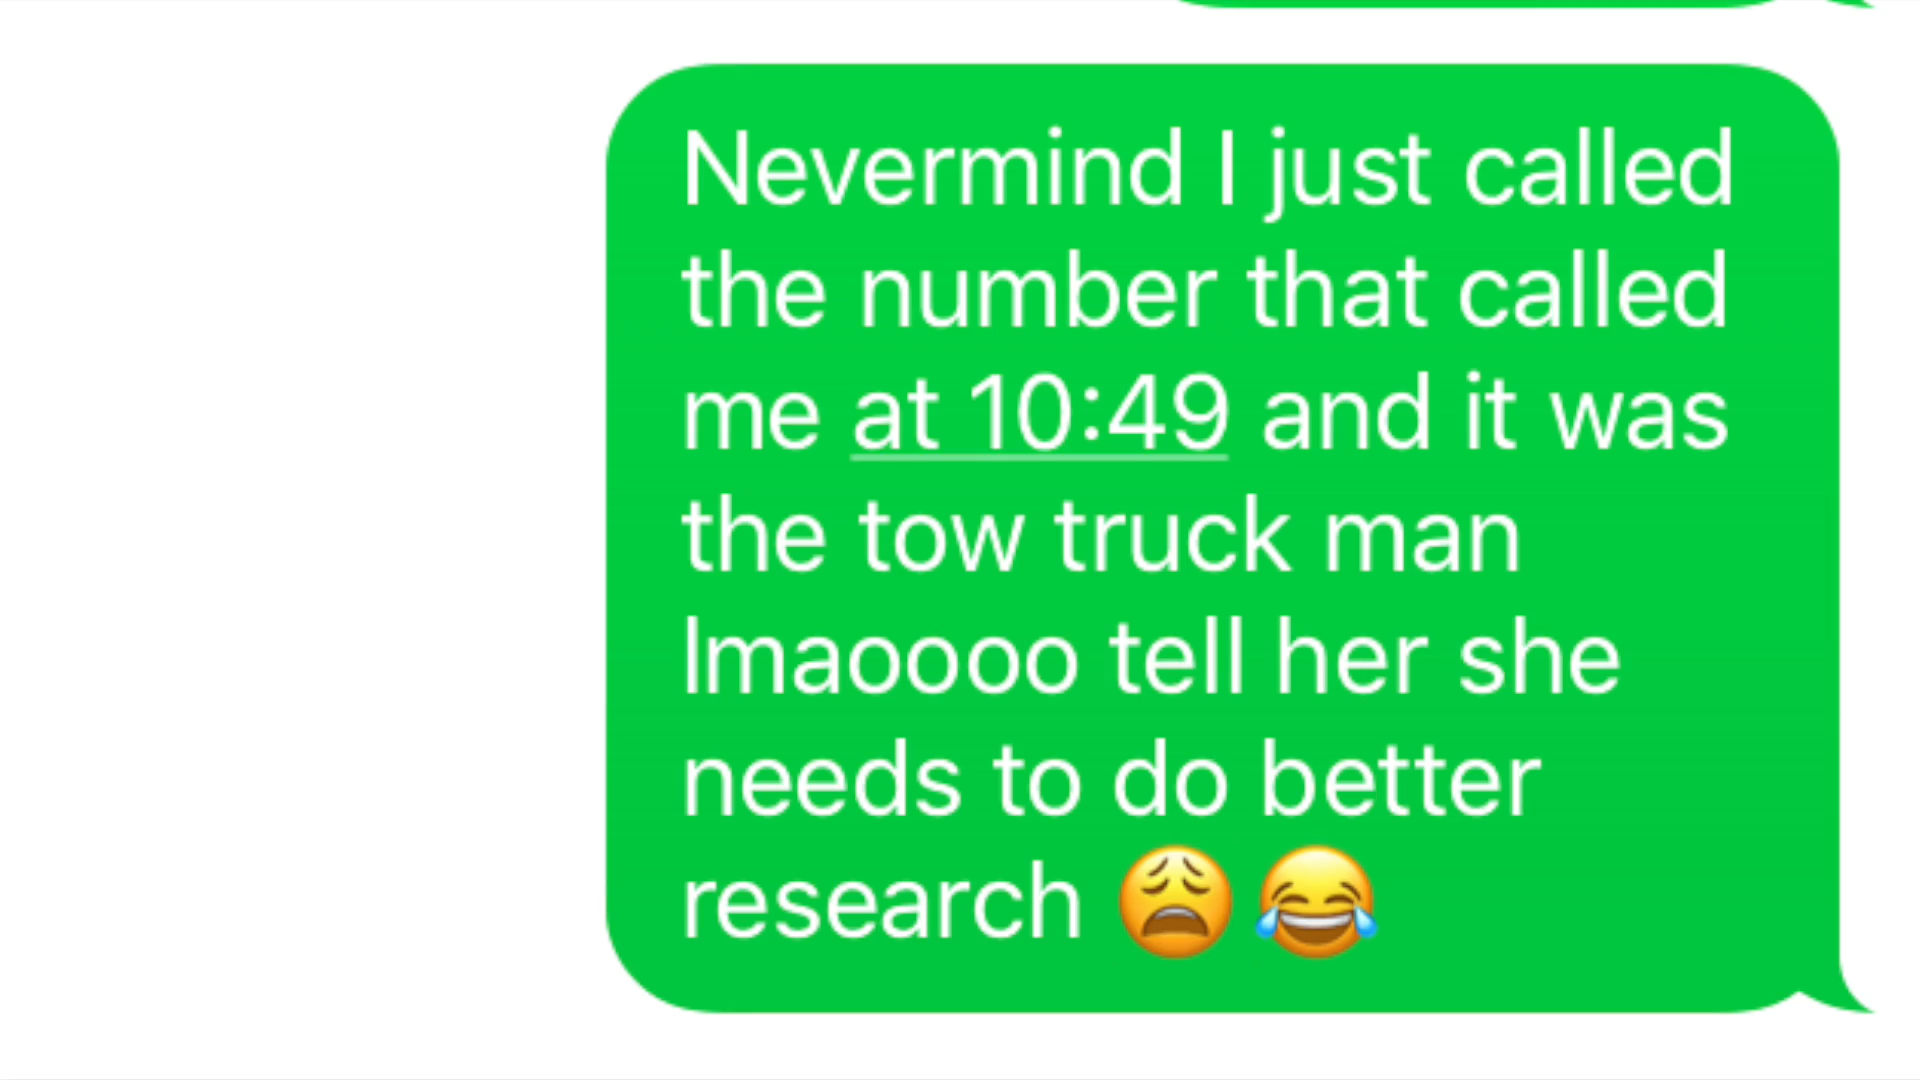 Nevermind I just called
the number that called
me at 10:49 and it was
the tow truck man
lmaoooo tell her she
needs to do better
research 😩 😂